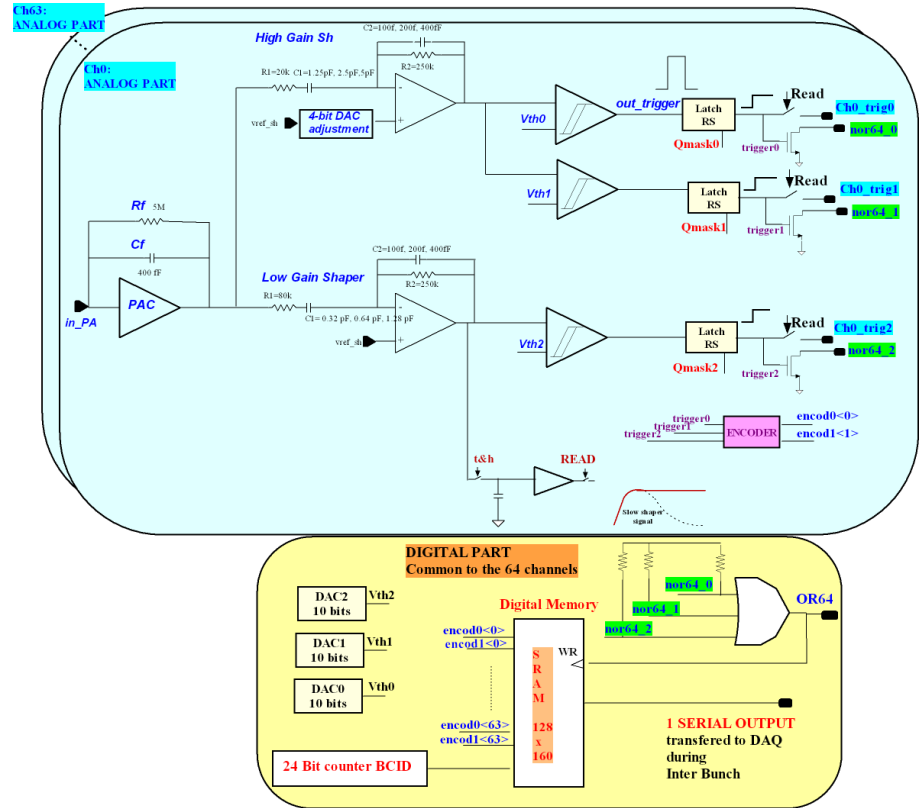 Ch63:
ANALOG PART
Ch0:
ANALOG PART
High Gain Sh
C2=100f, 200f, 400fF
R1=20k
C1=1.25pF, 2.5pF,5pF
R2=250k
-
+
vref_sh
4-bit DAC
adjustment
Vth0
out_trigger
Latch
RS
Qmask0
Read
Ch0_trig0
nor64_0
trigger0
Vth1
Latch
RS
Qmask1
Read
Ch0_trig1
nor64_1
trigger1
Rf 5M
Cf
400 fF
PAC
in_PA
Low Gain Shaper
C2=100f, 200f, 400fF
R1=80k
R2=250k
C1= 0.32 pF, 0.64 pF, 1.28 pF
-
+
vref_sh
Vth2
Latch
RS
Qmask2
Read
Ch0_trig2
nor64_2
trigger2
trigger0
trigger1
trigger2
ENCODER
encod0<0>
encod1<1>
t&h
READ
Slow shaper
signal
DIGITAL PART
Common to the 64 channels
DAC2
10 bits
Vth2
DAC1
10 bits
Vth1
DAC0
10 bits
Vth0
24 Bit counter BCID
Digital Memory
encod0<0>
encod1<0>
encod0<63>
encod1<63>
S
R
A
M
128
x
160
WR
nor64_0
nor64_1
nor64_2
OR64
1 SERIAL OUTPUT
transfered to DAQ
during
Inter Bunch